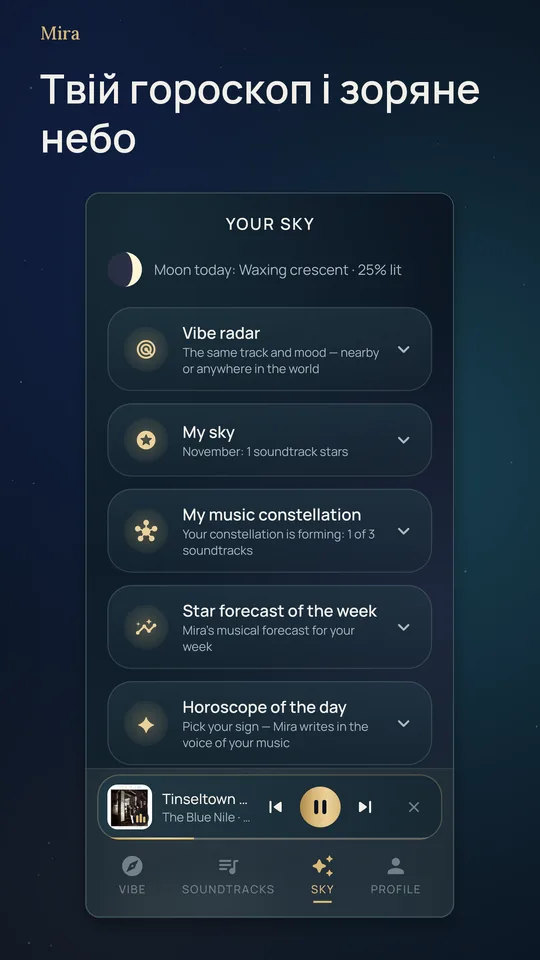 Mira
Твій гороскоп і зоряне
небо
YOUR SKY
Moon today: Waxing crescent · 25% lit
Vibe radar
The same track and mood — nearby
or anywhere in the world
My sky
November: 1 soundtrack stars
My music constellation
Your constellation is forming: 1 of 3
soundtracks
Star forecast of the week
Mira's musical forecast for your
week
Horoscope of the day
Pick your sign — Mira writes in the
voice of your music
Tinseltown ...
The Blue Nile · ...
VIBE
SOUNDTRACKS
SKY
PROFILE